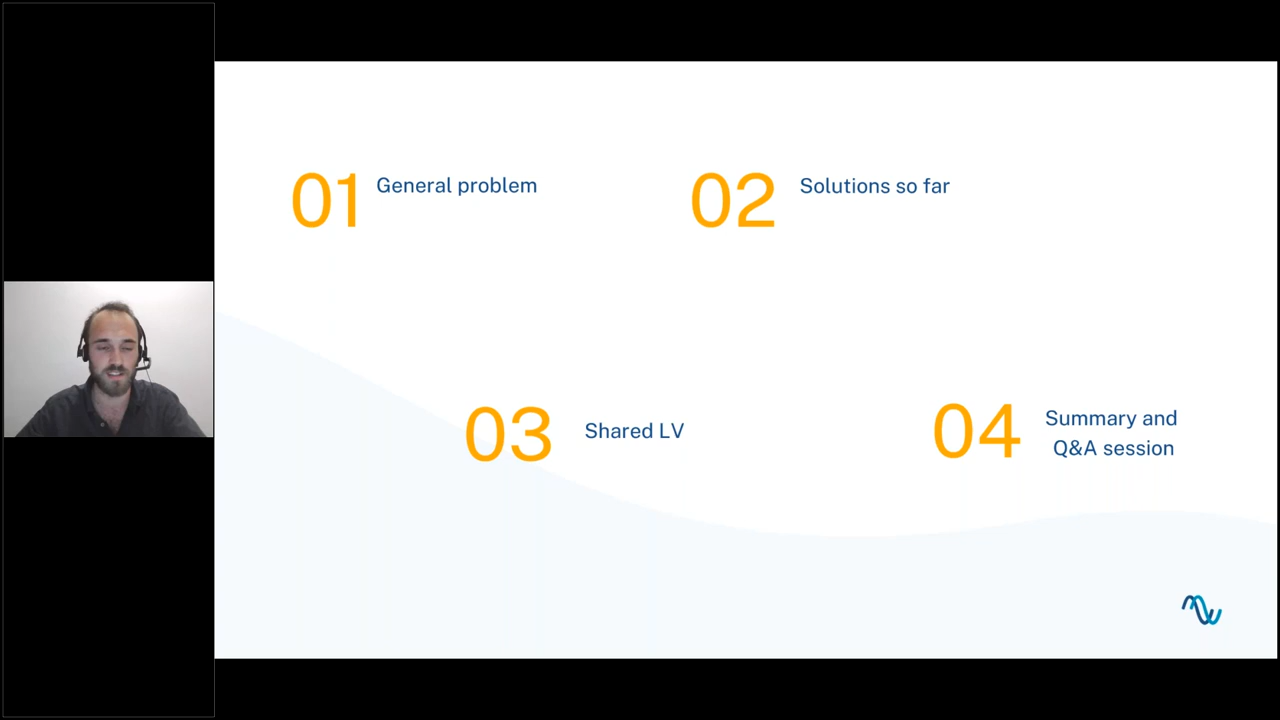 01 General problem
02 Solutions so far
03 Shared LV
04 Summary and
Q&A session